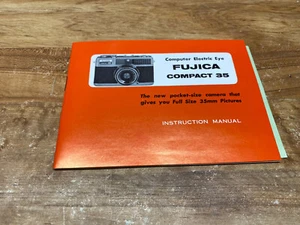 Computer Electric Eye
FUJICA
COMPACT 35
The new pocket-size camera that
gives you Full Size 35mm Pictures
INSTRUCTION MANUAL